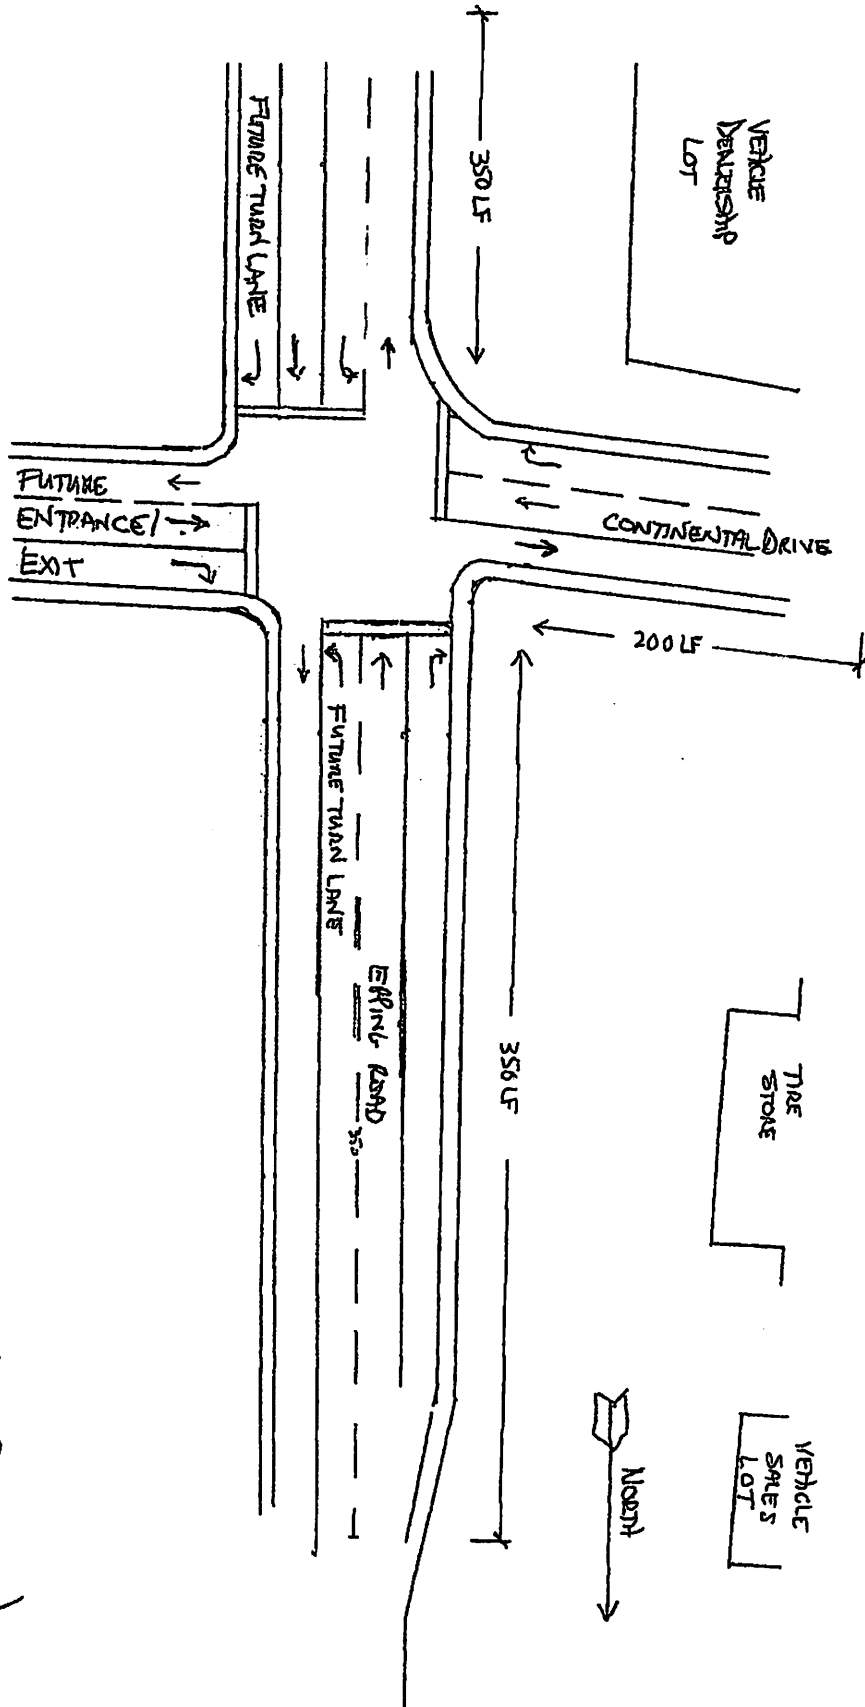 VEHICLE
DEALERSHIP
LOT
350 LF
FUTURE TURN LANE
CONTINENTAL DRIVE
FUTURE
ENTRANCE/
EXIT
200 LF
FUTURE TURN LANE
EPPING ROAD
350
350 LF
TIRE
STORE
VEHICLE
SALES
LOT
NORTH